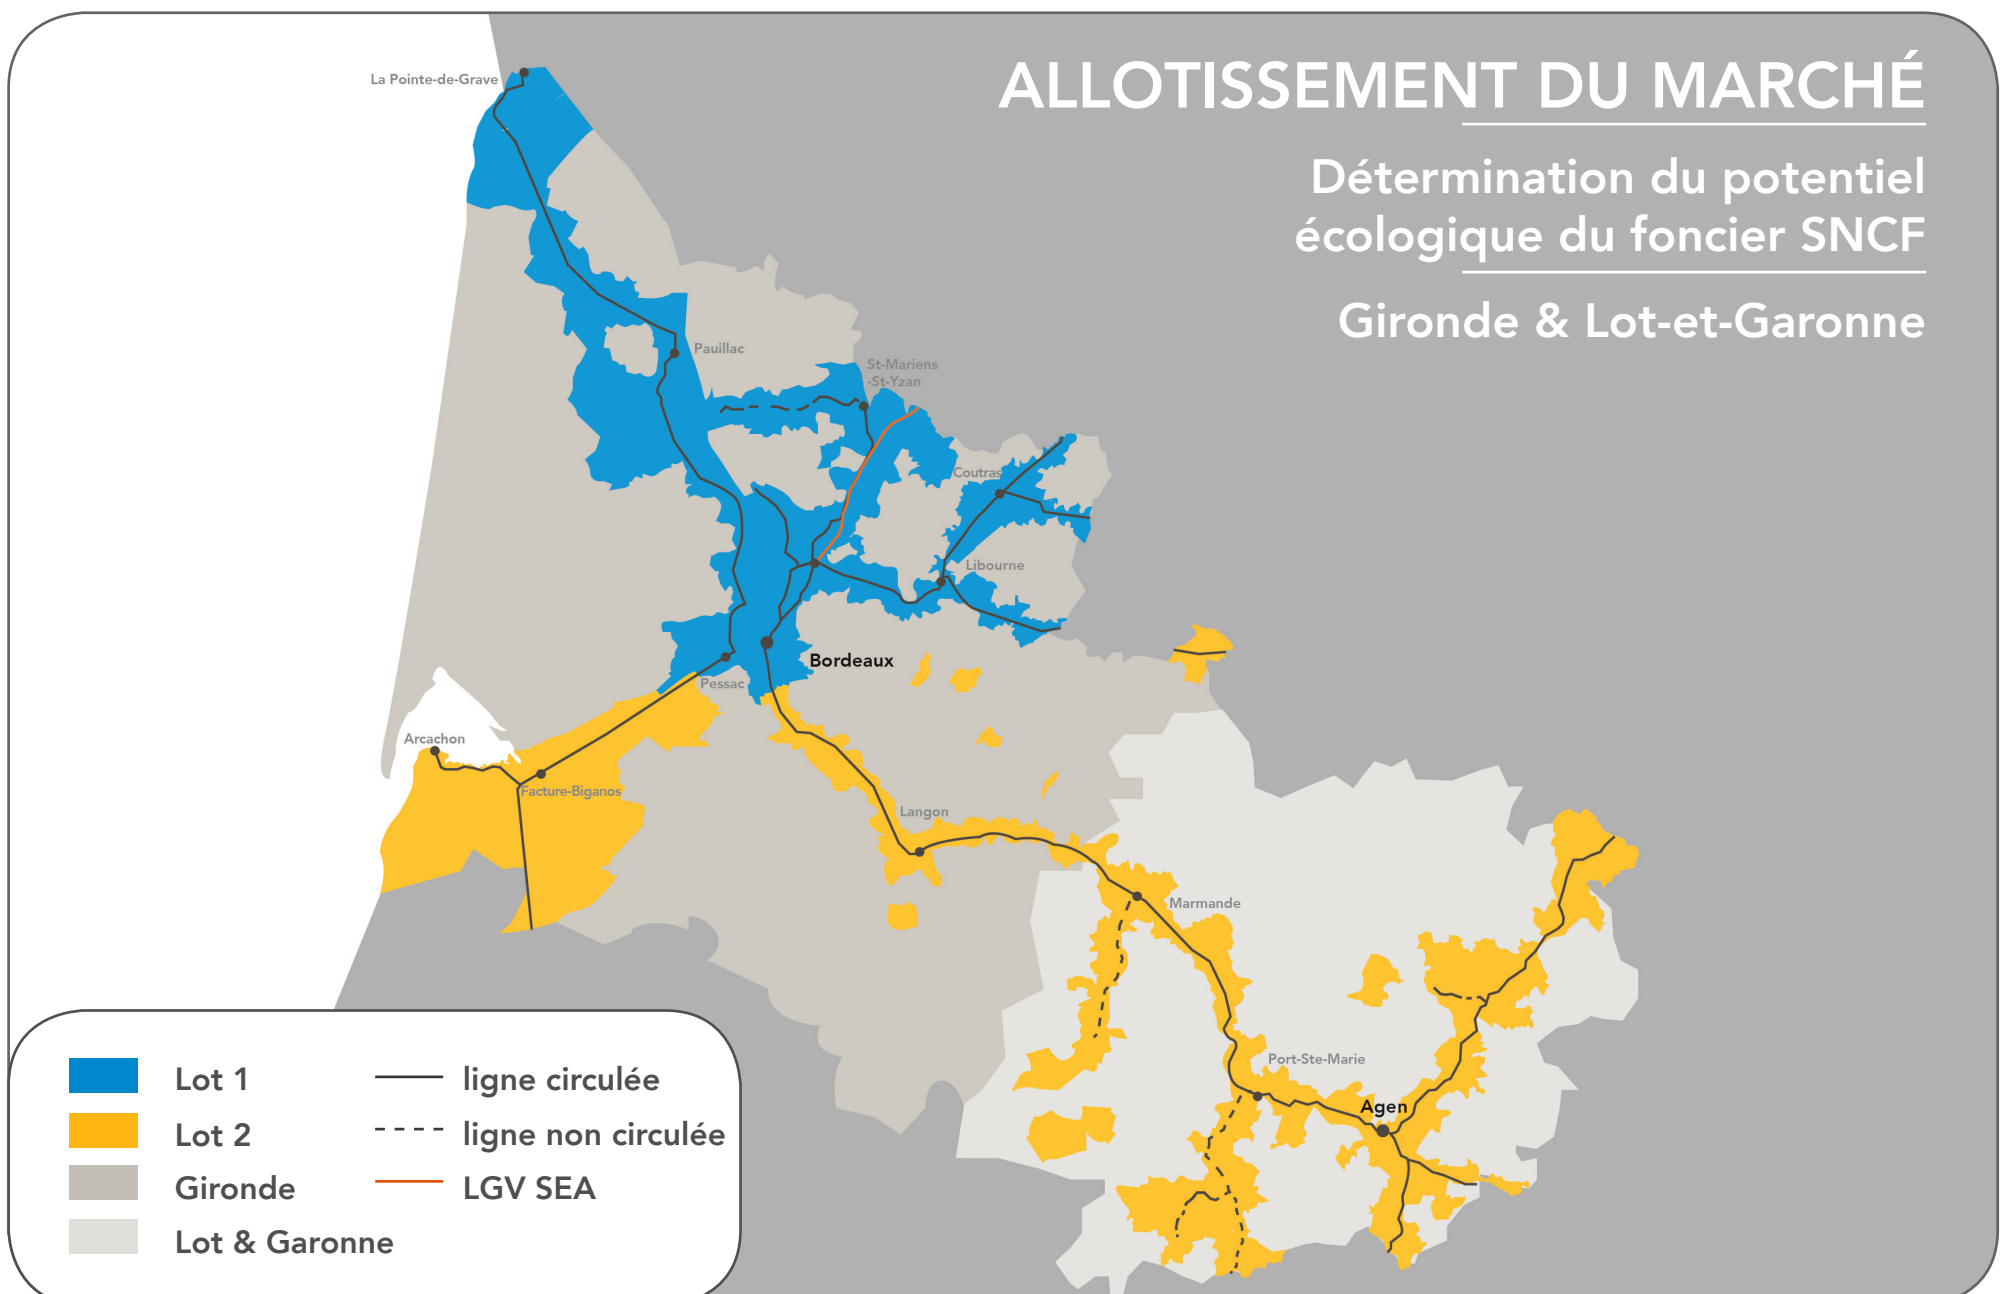 ALLOTISSEMENT DU MARCHÉ
Détermination du potentiel
écologique du foncier SNCF
Gironde & Lot-et-Garonne
La Pointe-de-Grave
Pauillac
St-Mariens
-St-Yzan
Coutras
Libourne
Bordeaux
Pessac
Arcachon
Facture-Biganos
Langon
Marmande
Port-Ste-Marie
Agen
Lot 1
Lot 2
Gironde
Lot & Garonne
ligne circulée
ligne non circulée
LGV SEA